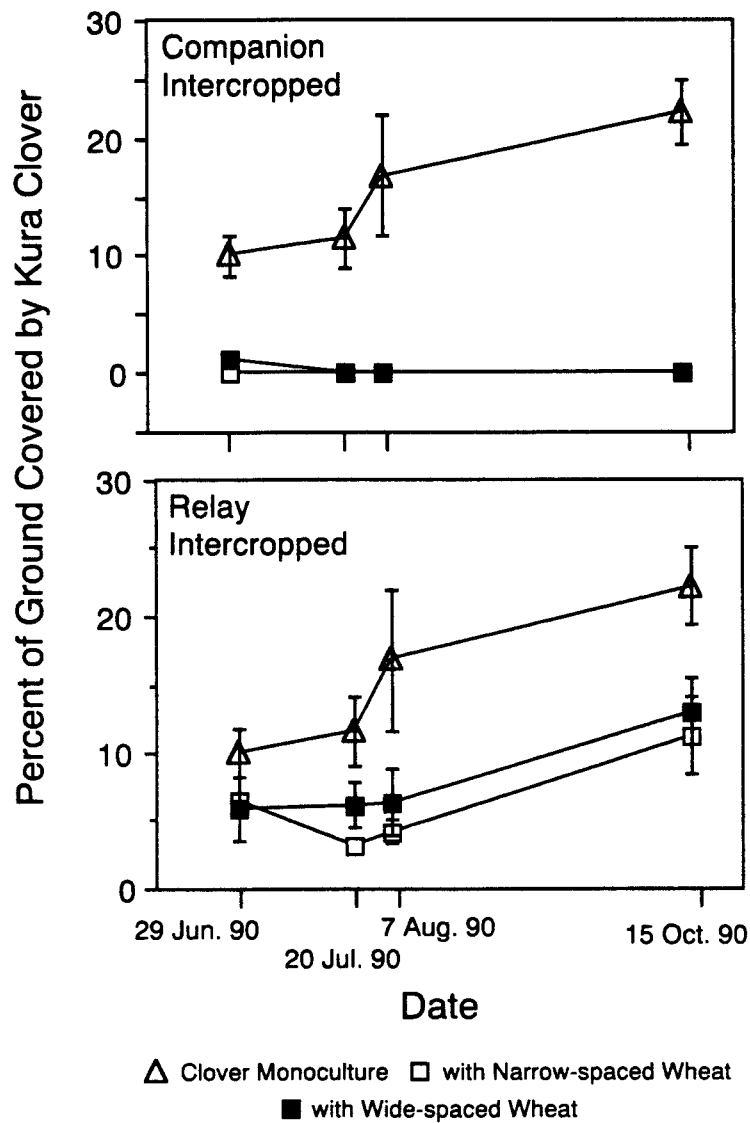 Percent of Ground Covered by Kura Clover
30
20
10
0
Companion
Intercropped
30
20
10
0
Relay
Intercropped
29 Jun. 90
20 Jul. 90
7 Aug. 90
15 Oct. 90
Date
Clover Monoculture
with Narrow-spaced Wheat
with Wide-spaced Wheat